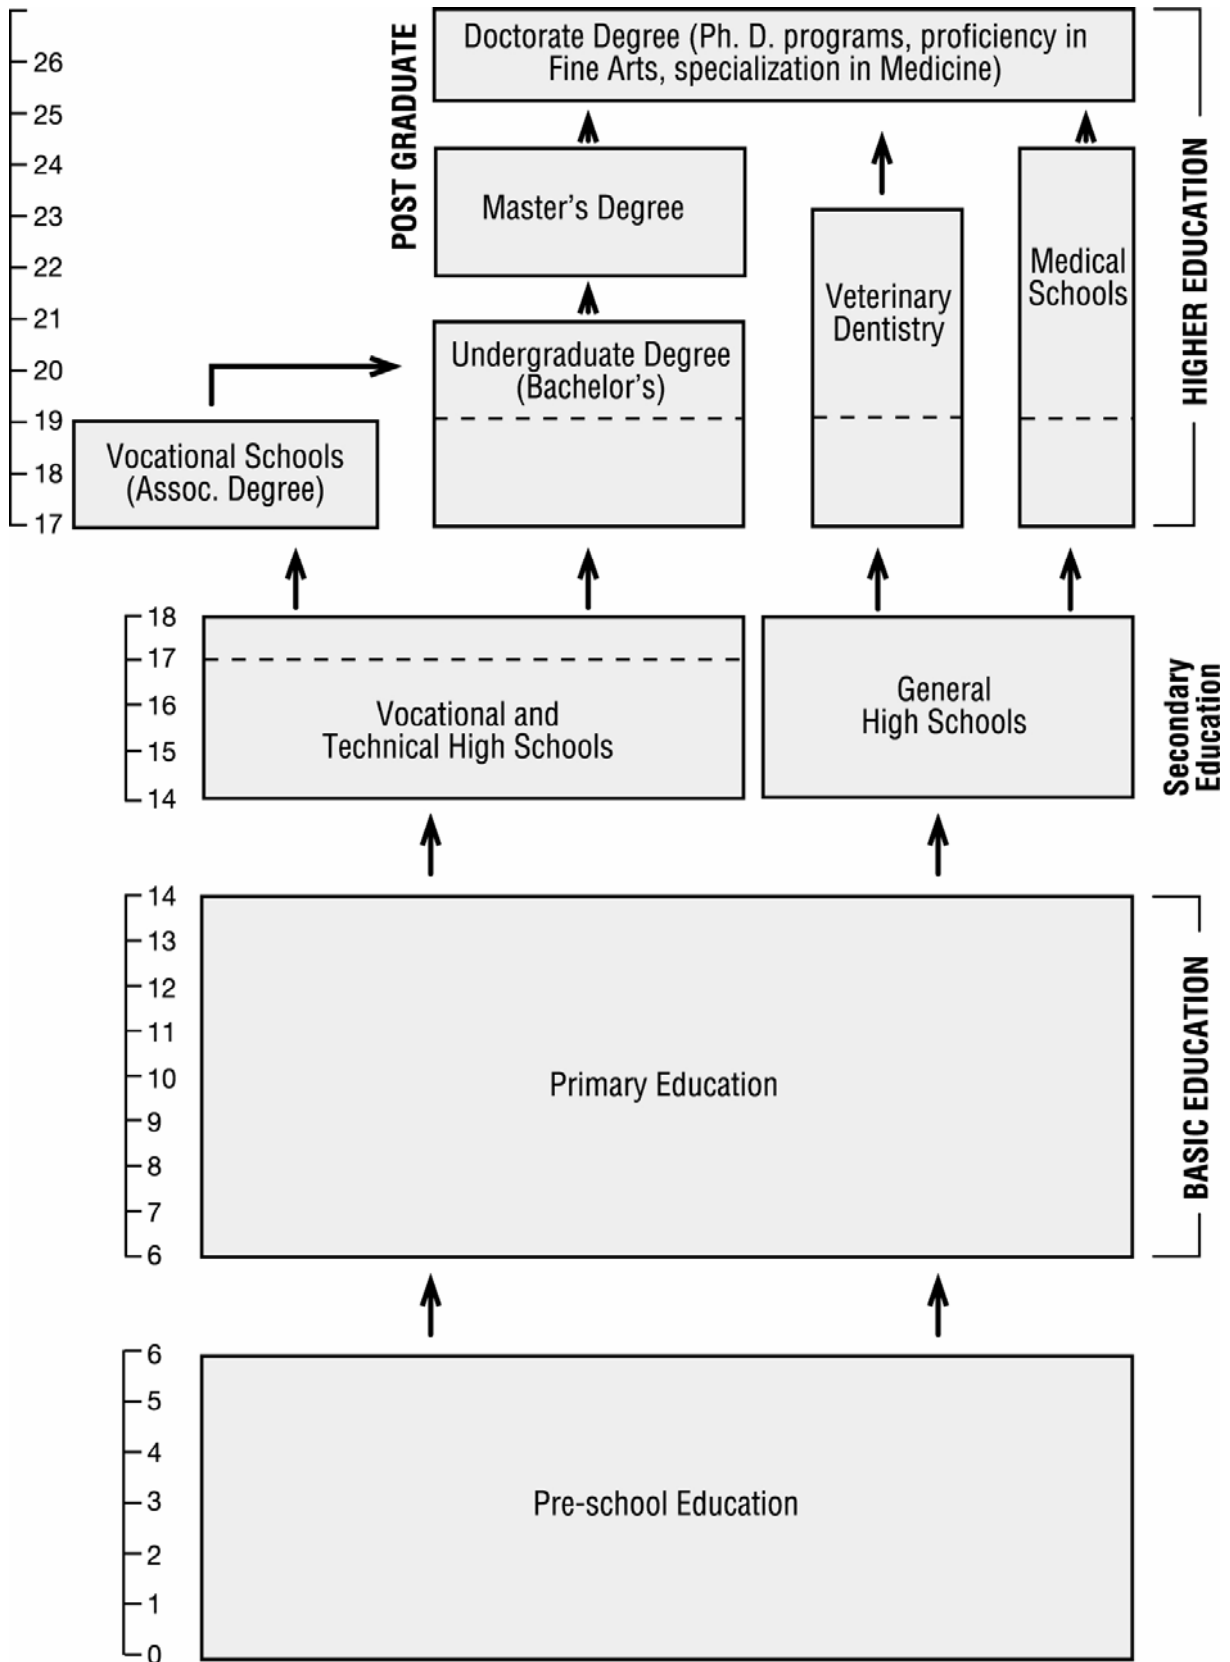 26
25
24
23
22
21
20
19
18
17
POST GRADUATE
Doctorate Degree (Ph. D. programs, proficiency in
Fine Arts, specialization in Medicine)
Master's Degree
Undergraduate Degree
(Bachelor's)
Vocational Schools
(Assoc. Degree)
Veterinary
Dentistry
Medical
Schools
HIGHER EDUCATION
18
17
16
15
14
Vocational and
Technical High Schools
General
High Schools
Secondary
Education
14
13
12
11
10
9
8
7
6
Primary Education
BASIC EDUCATION
6
5
4
3
2
1
0
Pre-school Education